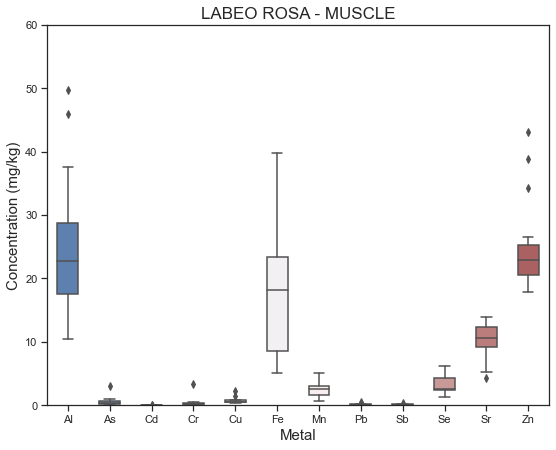 LABEO ROSA - MUSCLE
60
50
40
30
20
10
0
Concentration (mg/kg)
Al As Cd Cr Cu Fe Mn Pb Sb Se Sr Zn
Metal